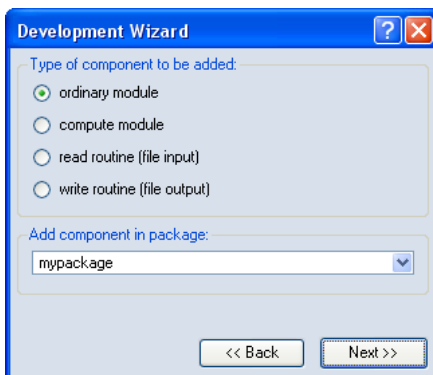 Development Wizard
Type of component to be added:
ordinary module
compute module
read routine (file input)
write routine (file output)
Add component in package:
mypackage
<< Back
Next >>